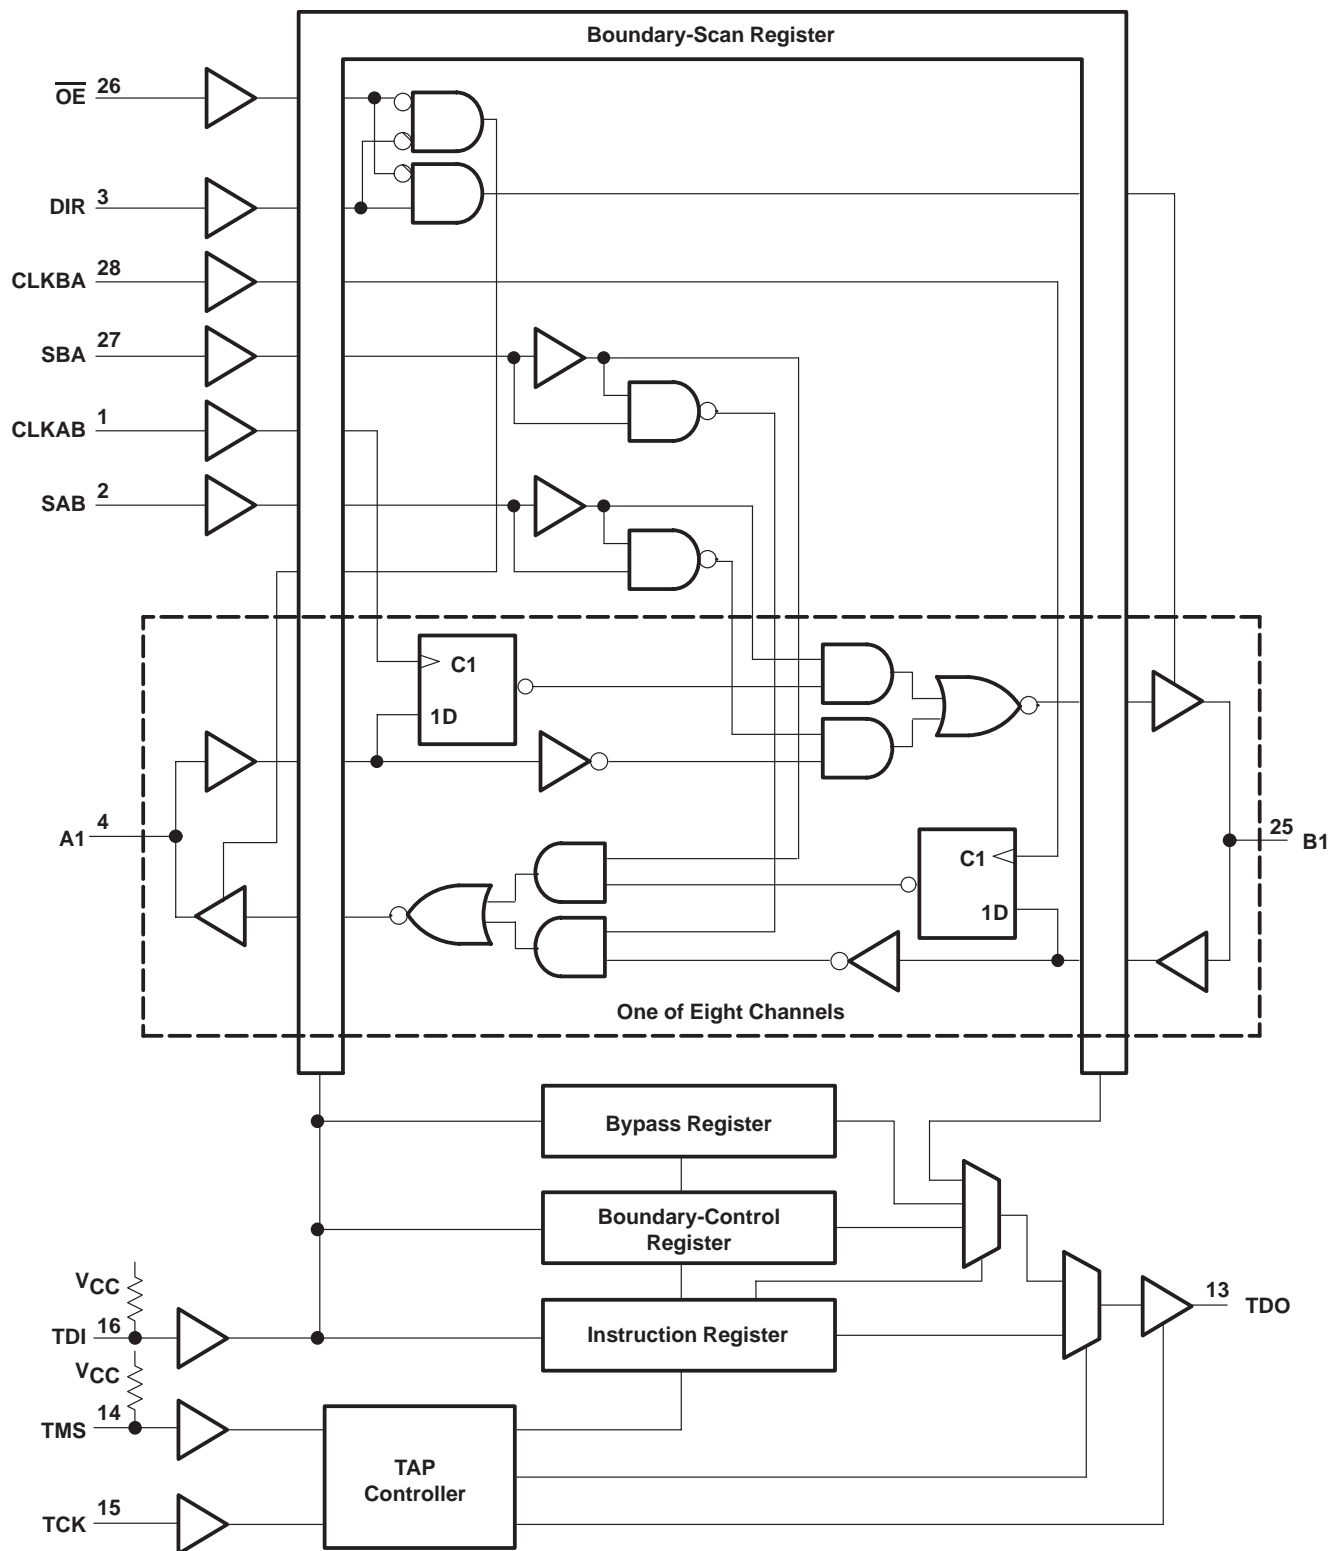 Boundary-Scan Register
OE 26
DIR 3
CLKBA 28
SBA 27
CLKAB 1
SAB 2
C1
1D
A1 4
C1
1D
25 B1
One of Eight Channels
Bypass Register
Boundary-Control
Register
VCC
TDI 16
Instruction Register
13 TDO
VCC
TMS 14
TAP
Controller
TCK 15